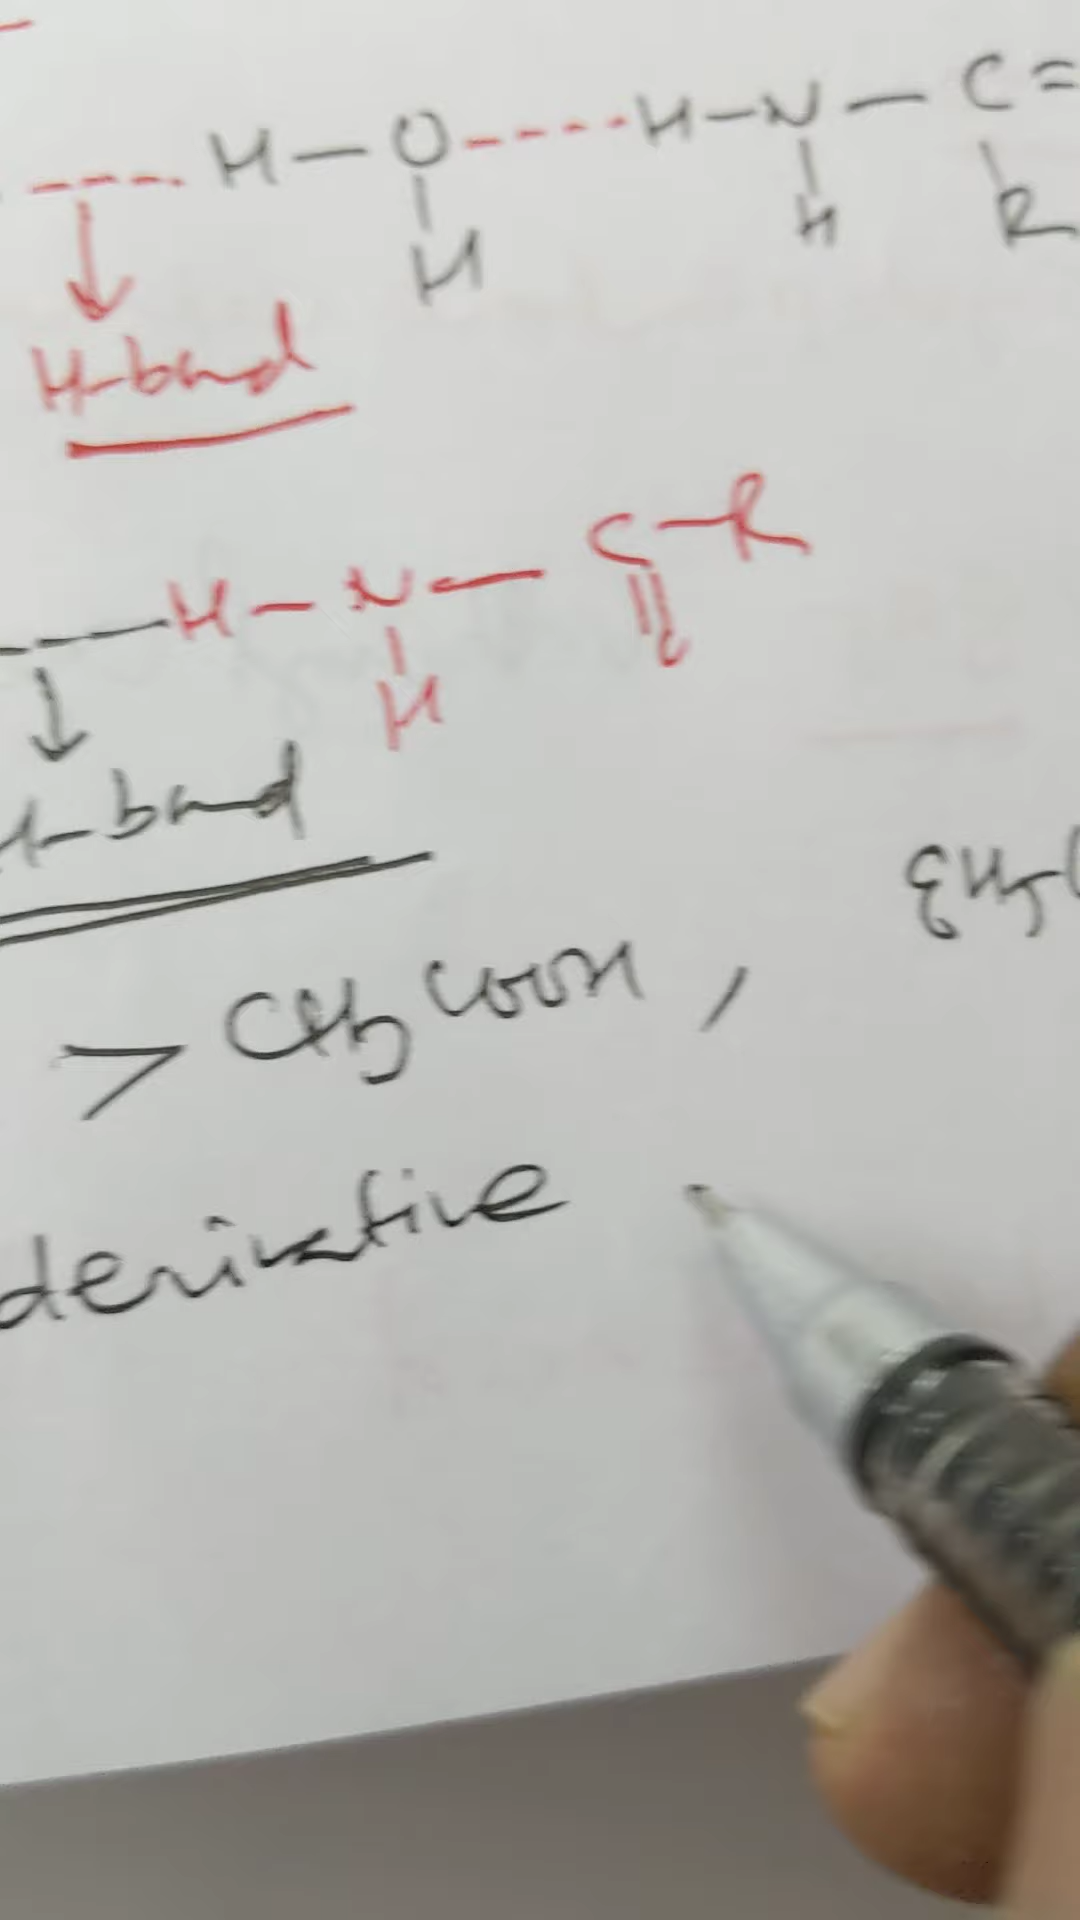 ---- H — O ---- H — N — C =
H H R
H-bond
C — R
--- H — N —
H
H-bond
> CH3COOH ,
derivative